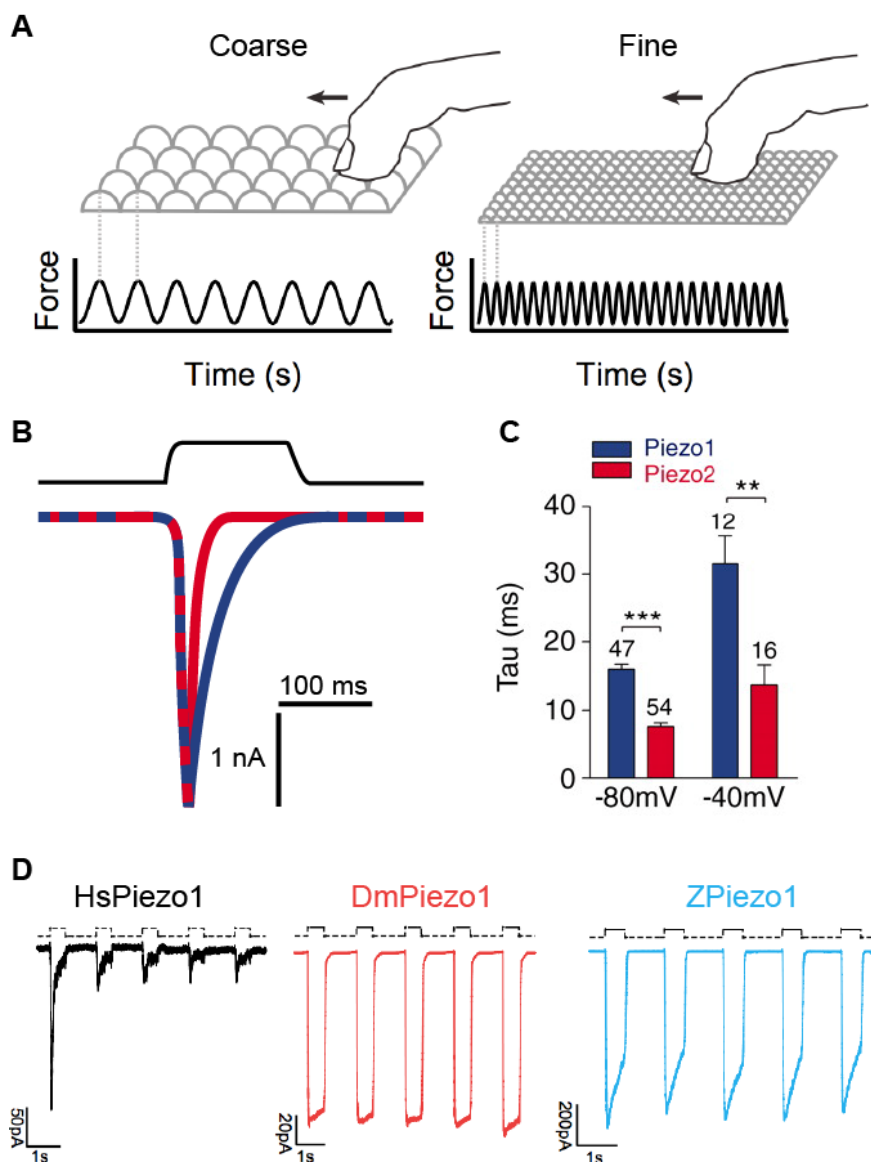 A
Coarse
Fine
Force
Time (s)
Force
Time (s)
B
100 ms
1 nA
C
Piezo1
Piezo2
Tau (ms)
40
30
20
10
0
47
***
54
12
**
16
-80mV
-40mV
D
HsPiezo1
DmPiezo1
ZPiezo1
50pA
1s
20pA
1s
200pA
1s